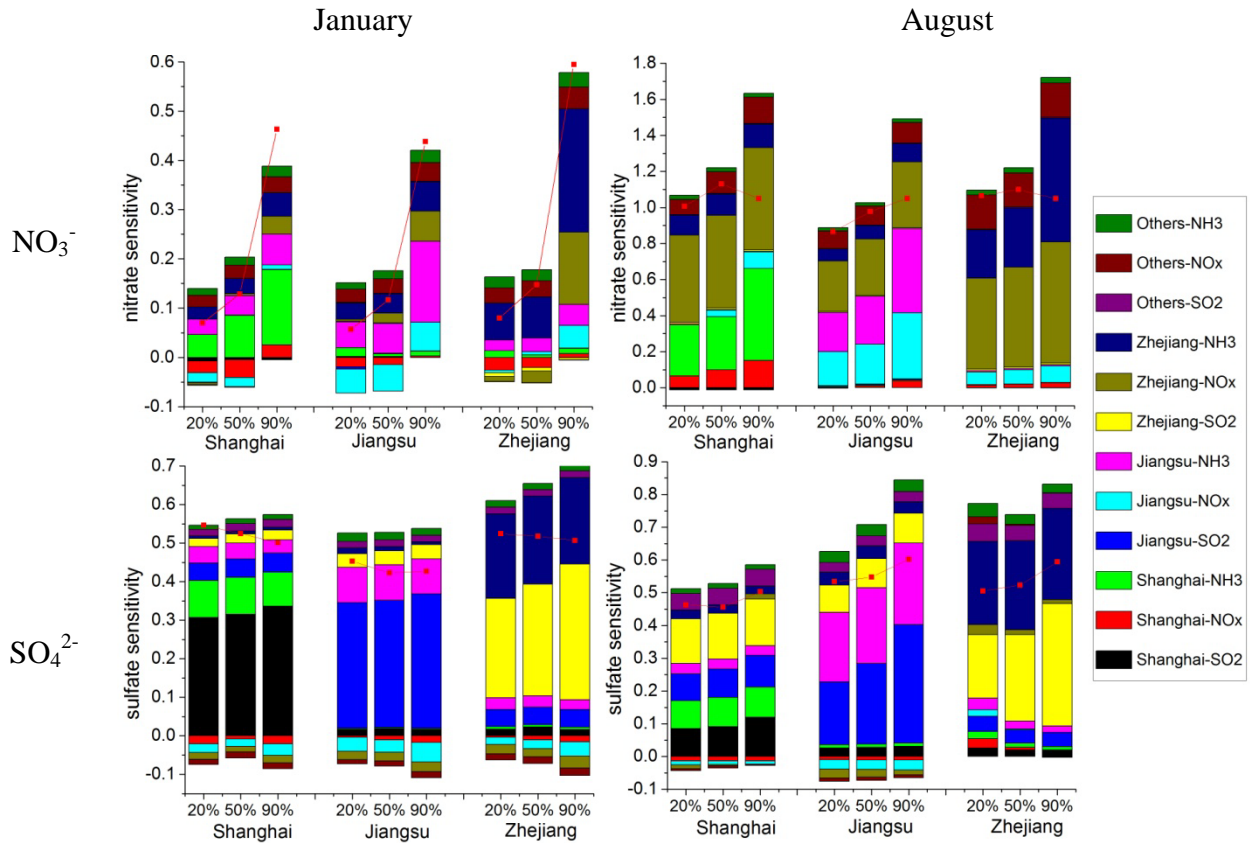 January
August
NO3-
nitrate sensitivity
0.6
0.5
0.4
0.3
0.2
0.1
0.0
-0.1
20% 50% 90% 20% 50% 90% 20% 50% 90%
Shanghai Jiangsu Zhejiang
nitrate sensitivity
1.8
1.6
1.4
1.2
1.0
0.8
0.6
0.4
0.2
0.0
20% 50% 90% 20% 50% 90% 20% 50% 90%
Shanghai Jiangsu Zhejiang
SO42-
sulfate sensitivity
0.7
0.6
0.5
0.4
0.3
0.2
0.1
0.0
-0.1
20% 50% 90% 20% 50% 90% 20% 50% 90%
Shanghai Jiangsu Zhejiang
sulfate sensitivity
0.9
0.8
0.7
0.6
0.5
0.4
0.3
0.2
0.1
0.0
-0.1
20% 50% 90% 20% 50% 90% 20% 50% 90%
Shanghai Jiangsu Zhejiang
Others-NH3
Others-NOx
Others-SO2
Zhejiang-NH3
Zhejiang-NOx
Zhejiang-SO2
Jiangsu-NH3
Jiangsu-NOx
Jiangsu-SO2
Shanghai-NH3
Shanghai-NOx
Shanghai-SO2